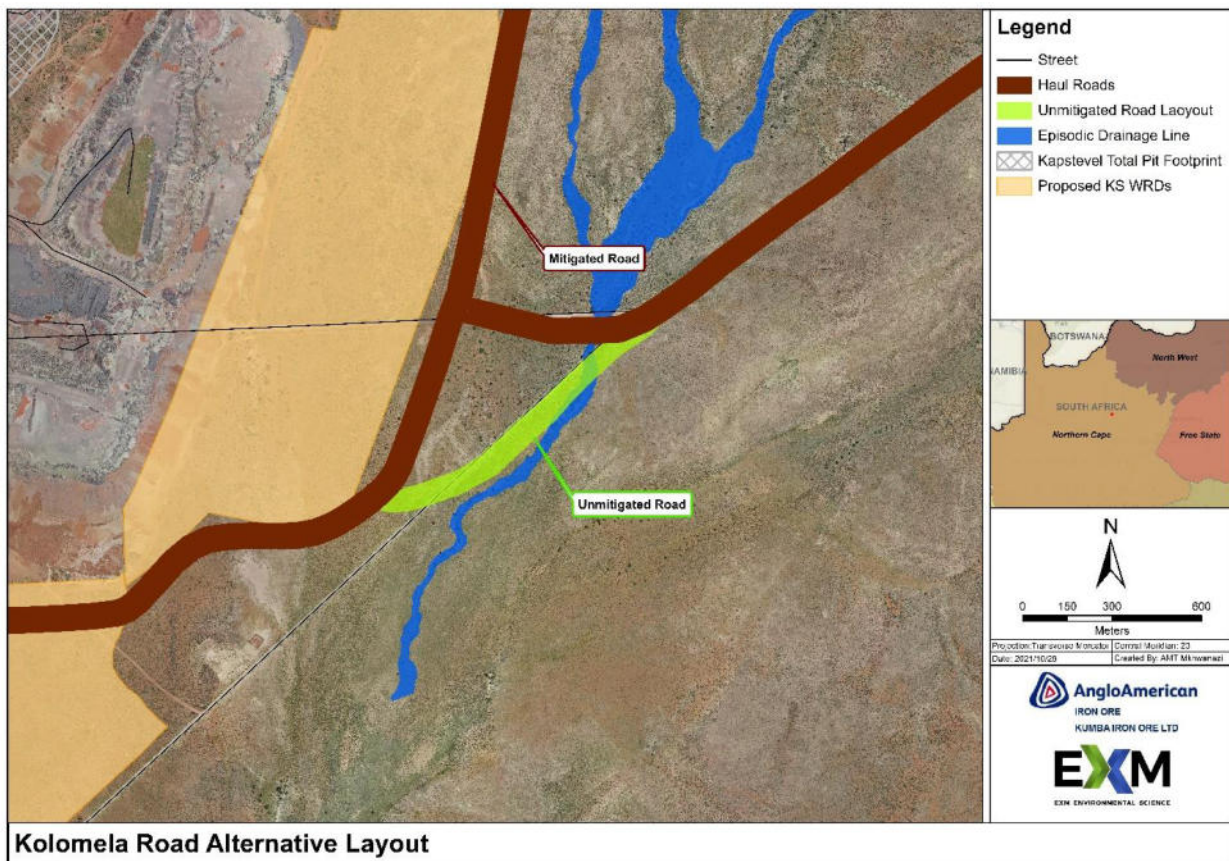 Legend
Street
Haul Roads
Unmitigated Road Laoyout
Episodic Drainage Line
Kapstevel Total Pit Footprint
Proposed KS WRDs
Mitigated Road
Unmitigated Road
BOTSWANA
North West
NAMIBIA
SOUTH AFRICA
Northern Cape
Free State
N
0 150 300 600
Meters
Projection: Transverse Mercator Central Meridian: 23
Date: 2021/10/28 Created By: AMT Mkhwanazi
AngloAmerican
IRON ORE
KUMBA IRON ORE LTD
EXM
EXM ENVIRONMENTAL SCIENCE
Kolomela Road Alternative Layout